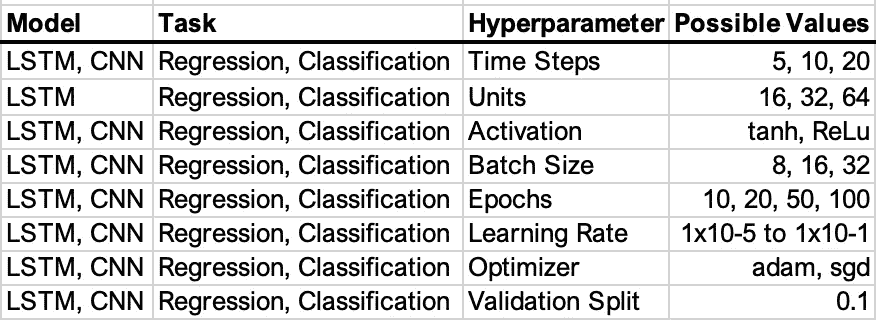 Model Task Hyperparameter Possible Values
LSTM, CNN Regression, Classification Time Steps 5, 10, 20
LSTM Regression, Classification Units 16, 32, 64
LSTM, CNN Regression, Classification Activation tanh, ReLu
LSTM, CNN Regression, Classification Batch Size 8, 16, 32
LSTM, CNN Regression, Classification Epochs 10, 20, 50, 100
LSTM, CNN Regression, Classification Learning Rate 1x10-5 to 1x10-1
LSTM, CNN Regression, Classification Optimizer adam, sgd
LSTM, CNN Regression, Classification Validation Split 0.1